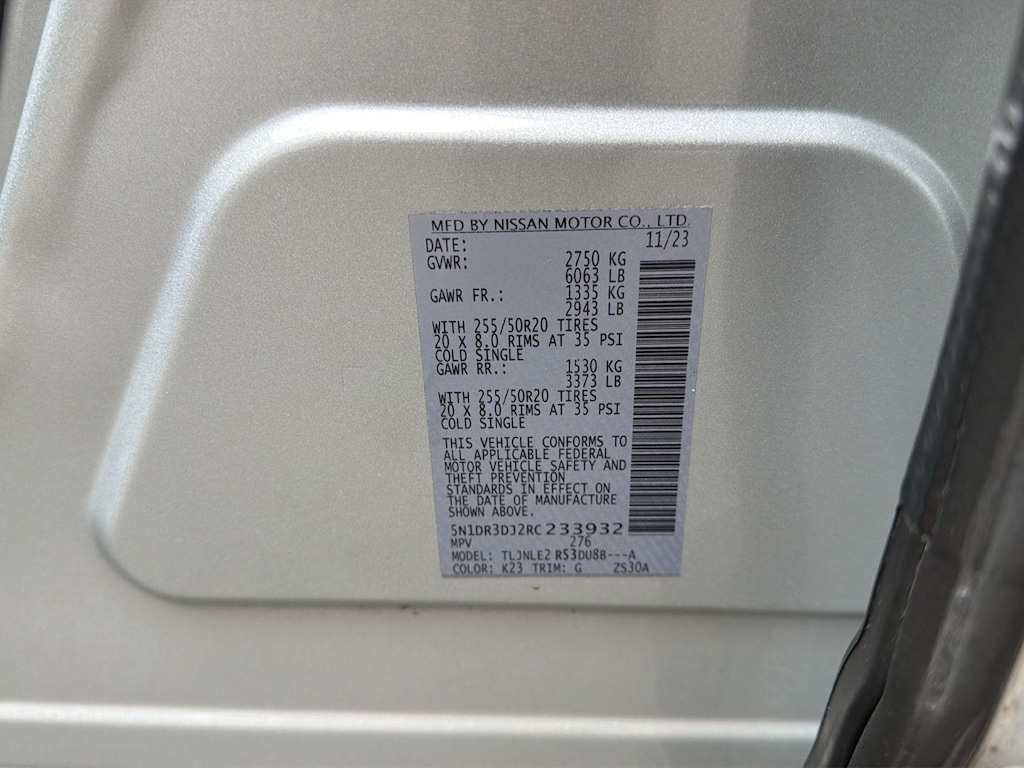 MFD BY NISSAN MOTOR CO., LTD.
DATE: 11/23
GVWR: 2750 KG
6063 LB
GAWR FR.: 1335 KG
2943 LB
WITH 255/50R20 TIRES
20 X 8.0 RIMS AT 35 PSI
COLD SINGLE
GAWR RR.: 1530 KG
3373 LB
WITH 255/50R20 TIRES
20 X 8.0 RIMS AT 35 PSI
COLD SINGLE
THIS VEHICLE CONFORMS TO
ALL APPLICABLE FEDERAL
MOTOR VEHICLE SAFETY AND
THEFT PREVENTION
STANDARDS IN EFFECT ON
THE DATE OF MANUFACTURE
SHOWN ABOVE.
5N1DR3DJ2RC233932
MPV 276
MODEL: TLJNLE2 RS3DU8B---A
COLOR: K23 TRIM: G ZS30A